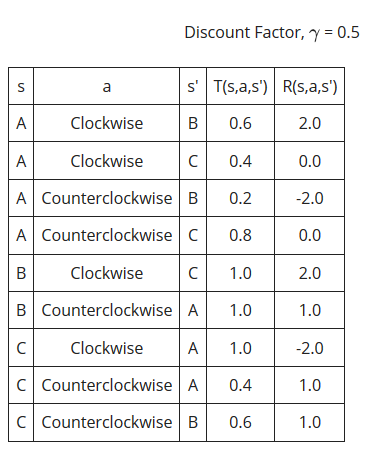 Discount Factor, γ = 0.5
s a s' T(s,a,s') R(s,a,s')
A Clockwise B 0.6 2.0
A Clockwise C 0.4 0.0
A Counterclockwise B 0.2 -2.0
A Counterclockwise C 0.8 0.0
B Clockwise C 1.0 2.0
B Counterclockwise A 1.0 1.0
C Clockwise A 1.0 -2.0
C Counterclockwise A 0.4 1.0
C Counterclockwise B 0.6 1.0